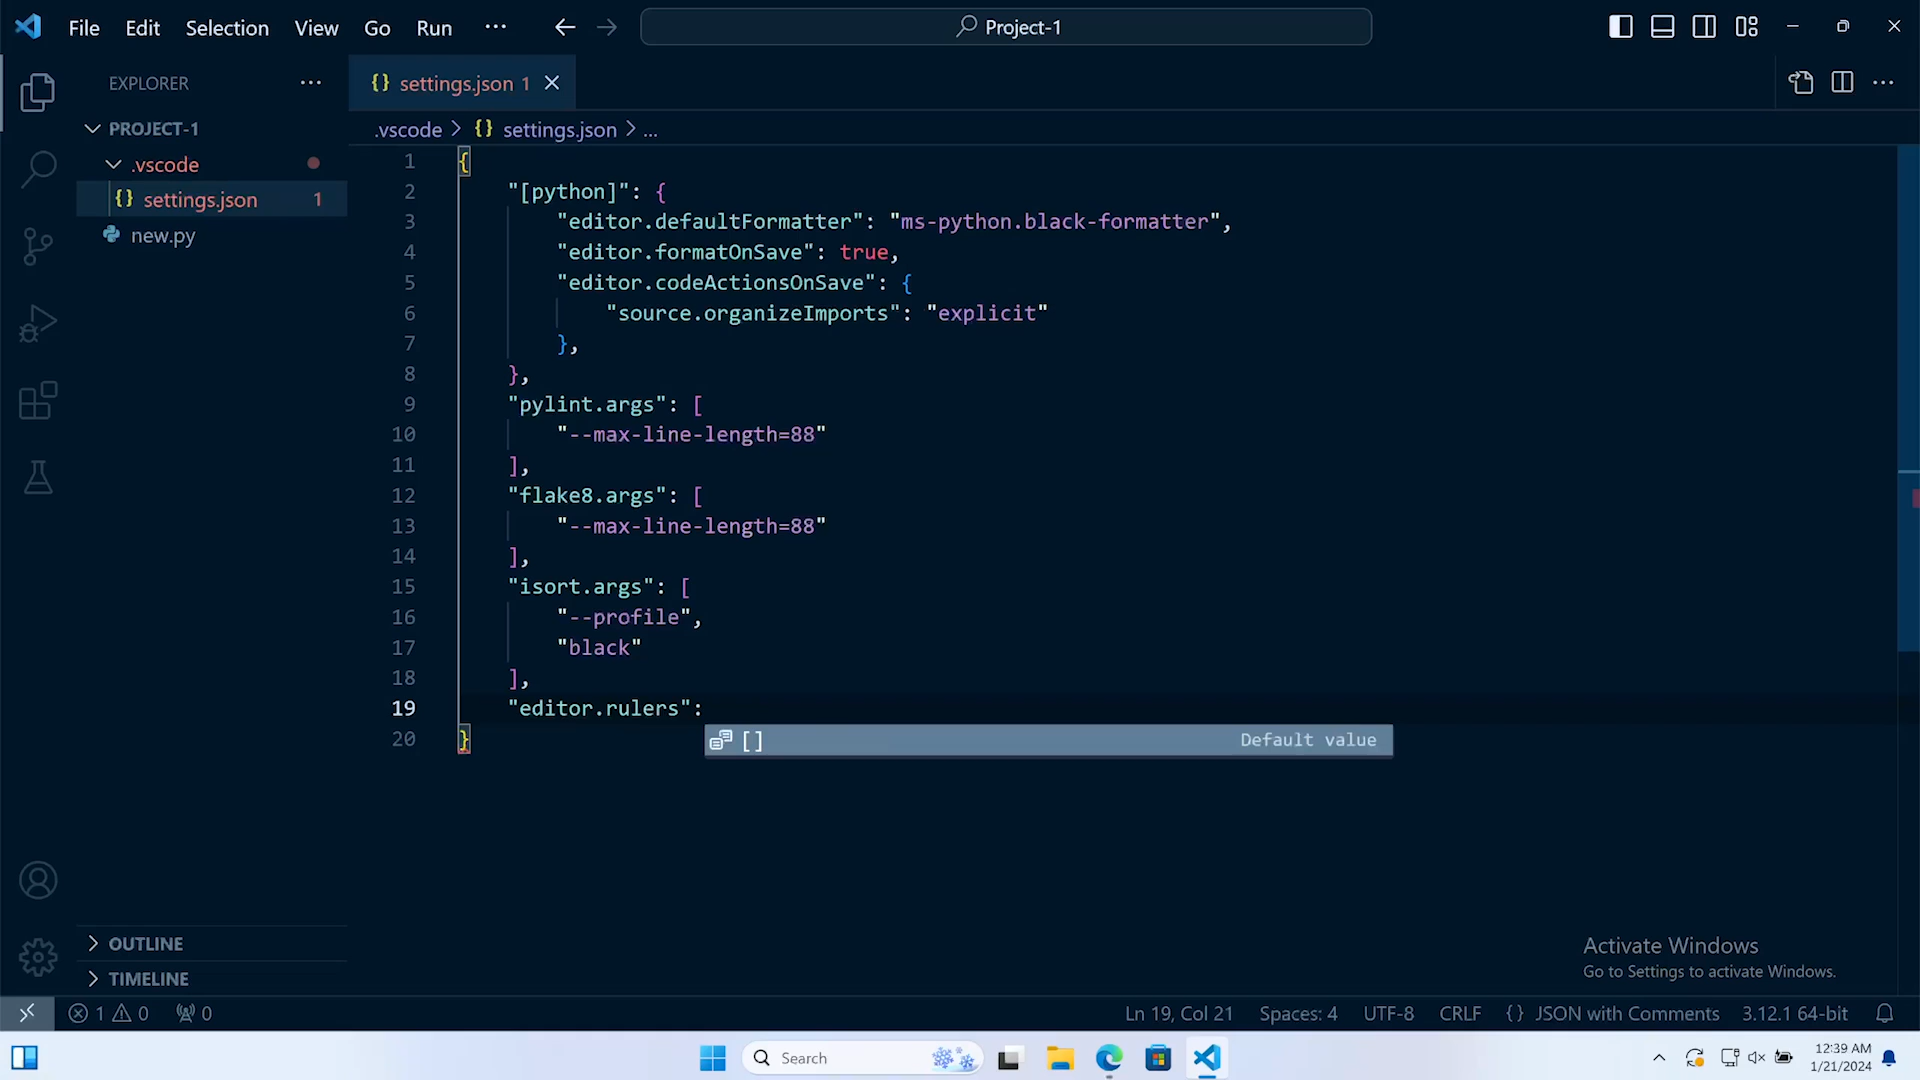 File Edit Selection View Go Run ··· Project-1
EXPLORER ···
settings.json 1
PROJECT-1
.vscode
settings.json 1
new.py
.vscode > {} settings.json > ...
1 {
2 "[python]": {
3 "editor.defaultFormatter": "ms-python.black-formatter",
4 "editor.formatOnSave": true,
5 "editor.codeActionsOnSave": {
6 "source.organizeImports": "explicit"
7 },
8 },
9 "pylint.args": [
10 "--max-line-length=88"
11 ],
12 "flake8.args": [
13 "--max-line-length=88"
14 ],
15 "isort.args": [
16 "--profile",
17 "black"
18 ],
19 "editor.rulers":
20 }
[] Default value
OUTLINE
TIMELINE
Activate Windows
Go to Settings to activate Windows.
1 0 0 Ln 19, Col 21 Spaces: 4 UTF-8 CRLF {} JSON with Comments 3.12.1 64-bit
Search
12:39 AM
1/21/2024